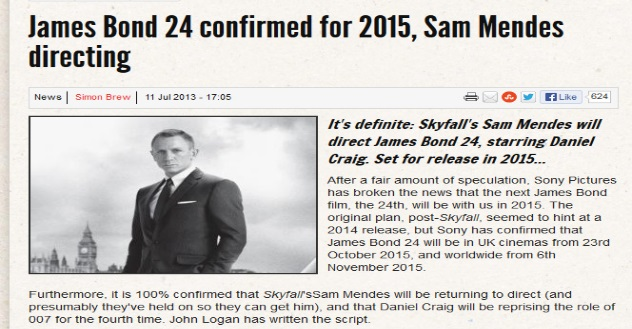 James Bond 24 confirmed for 2015, Sam Mendes
directing
News | Simon Brew | 11 Jul 2013 - 17:05
Like 624
It's definite: Skyfall's Sam Mendes will
direct James Bond 24, starring Daniel
Craig. Set for release in 2015...
After a fair amount of speculation, Sony Pictures
has broken the news that the next James Bond
film, the 24th, will be with us in 2015. The
original plan, post-Skyfall, seemed to hint at a
2014 release, but Sony has confirmed that
James Bond 24 will be in UK cinemas from 23rd
October 2015, and worldwide from 6th
November 2015.
Furthermore, it is 100% confirmed that Skyfall'sSam Mendes will be returning to direct (and
presumably they've held on so they can get him), and that Daniel Craig will be reprising the role of
007 for the fourth time. John Logan has written the script.